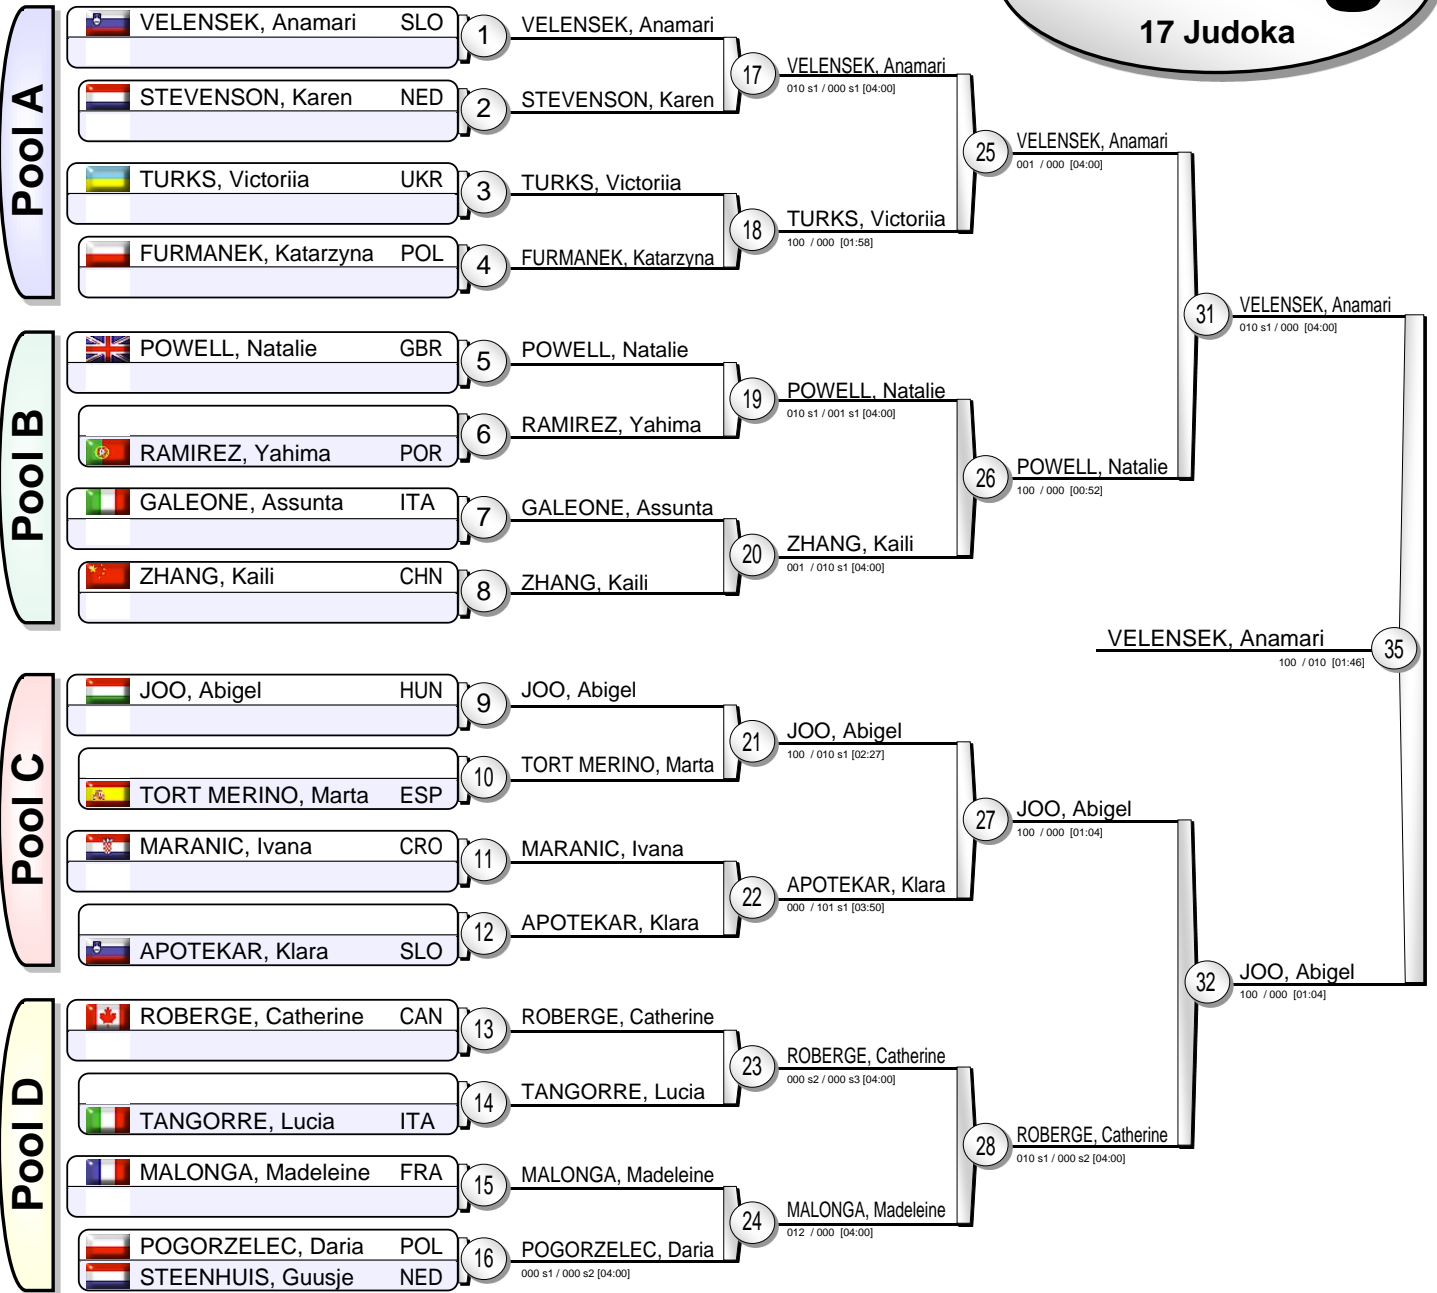 17 Judoka
Pool A
VELENSEK, Anamari SLO
STEVENSON, Karen NED
TURKS, Victoriia UKR
FURMANEK, Katarzyna POL
Pool B
POWELL, Natalie GBR
RAMIREZ, Yahima POR
GALEONE, Assunta ITA
ZHANG, Kaili CHN
Pool C
JOO, Abigel HUN
TORT MERINO, Marta ESP
MARANIC, Ivana CRO
APOTEKAR, Klara SLO
Pool D
ROBERGE, Catherine CAN
TANGORRE, Lucia ITA
MALONGA, Madeleine FRA
POGORZELEC, Daria POL
STEENHUIS, Guusje NED
1 VELENSEK, Anamari
2 STEVENSON, Karen
3 TURKS, Victoriia
4 FURMANEK, Katarzyna
5 POWELL, Natalie
6 RAMIREZ, Yahima
7 GALEONE, Assunta
8 ZHANG, Kaili
9 JOO, Abigel
10 TORT MERINO, Marta
11 MARANIC, Ivana
12 APOTEKAR, Klara
13 ROBERGE, Catherine
14 TANGORRE, Lucia
15 MALONGA, Madeleine
16 POGORZELEC, Daria
000 s1 / 000 s2 [04:00]
17 VELENSEK, Anamari
010 s1 / 000 s1 [04:00]
18 TURKS, Victoriia
100 / 000 [01:58]
19 POWELL, Natalie
010 s1 / 001 s1 [04:00]
20 ZHANG, Kaili
001 / 010 s1 [04:00]
21 JOO, Abigel
100 / 010 s1 [02:27]
22 APOTEKAR, Klara
000 / 101 s1 [03:50]
23 ROBERGE, Catherine
000 s2 / 000 s3 [04:00]
24 MALONGA, Madeleine
012 / 000 [04:00]
25 VELENSEK, Anamari
001 / 000 [04:00]
26 POWELL, Natalie
100 / 000 [00:52]
27 JOO, Abigel
100 / 000 [01:04]
28 ROBERGE, Catherine
010 s1 / 000 s2 [04:00]
31 VELENSEK, Anamari
010 s1 / 000 [04:00]
32 JOO, Abigel
100 / 000 [01:04]
VELENSEK, Anamari 35
100 / 010 [01:46]